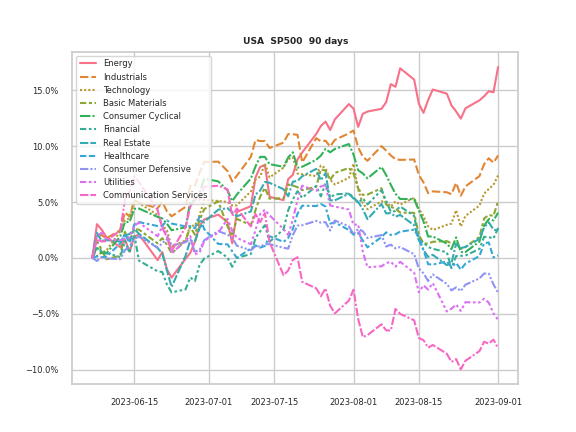 USA  SP500  90 days
Energy
Industrials
Technology
Basic Materials
Consumer Cyclical
Financial
Real Estate
Healthcare
Consumer Defensive
Utilities
Communication Services
15.0%
10.0%
5.0%
0.0%
−5.0%
−10.0%
2023-06-15
2023-07-01
2023-07-15
2023-08-01
2023-08-15
2023-09-01